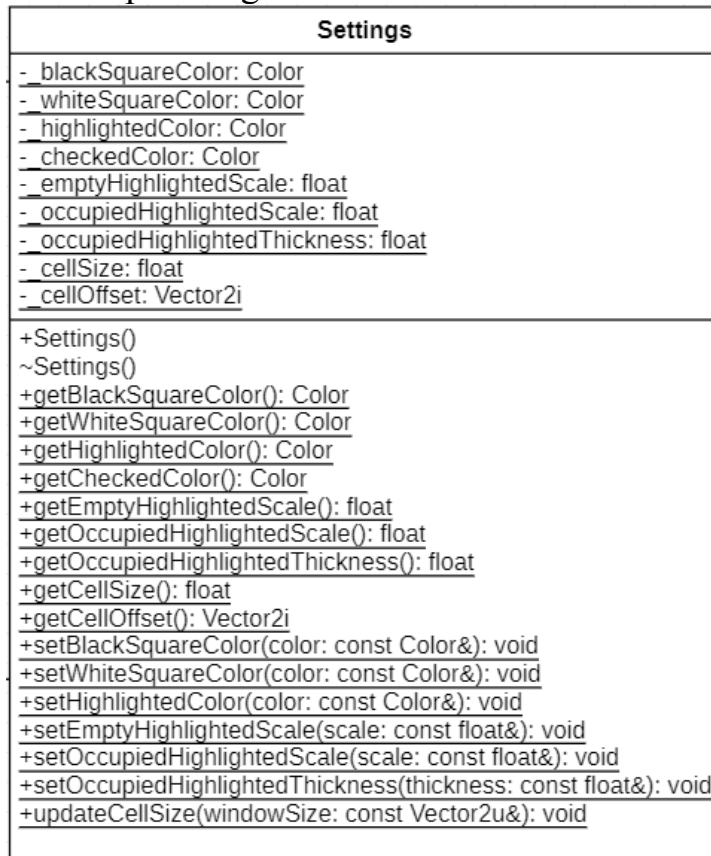 Settings
-_blackSquareColor: Color
-_whiteSquareColor: Color
-_highlightedColor: Color
-_checkedColor: Color
-_emptyHighlightedScale: float
-_occupiedHighlightedScale: float
-_occupiedHighlightedThickness: float
-_cellSize: float
-_cellOffset: Vector2i
+Settings()
~Settings()
+getBlackSquareColor(): Color
+getWhiteSquareColor(): Color
+getHighlightedColor(): Color
+getCheckedColor(): Color
+getEmptyHighlightedScale(): float
+getOccupiedHighlightedScale(): float
+getOccupiedHighlightedThickness(): float
+getCellSize(): float
+getCellOffset(): Vector2i
+setBlackSquareColor(color: const Color&): void
+setWhiteSquareColor(color: const Color&): void
+setHighlightedColor(color: const Color&): void
+setEmptyHighlightedScale(scale: const float&): void
+setOccupiedHighlightedScale(scale: const float&): void
+setOccupiedHighlightedThickness(thickness: const float&): void
+updateCellSize(windowSize: const Vector2u&): void